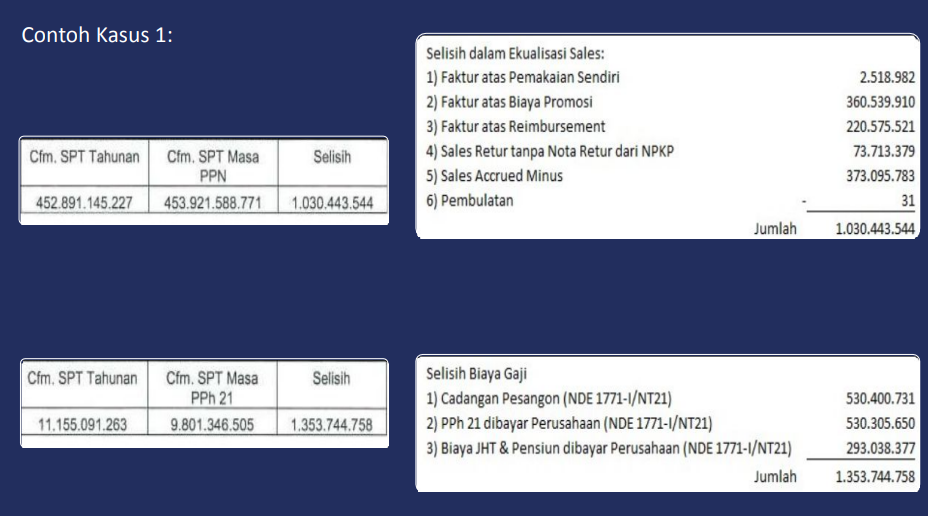 Contoh Kasus 1:
Cfm. SPT Tahunan Cfm. SPT Masa PPN Selisih
452.891.145.227 453.921.588.771 1.030.443.544
Selisih dalam Ekualisasi Sales:
1) Faktur atas Pemakaian Sendiri 2.518.982
2) Faktur atas Biaya Promosi 360.539.910
3) Faktur atas Reimbursement 220.575.521
4) Sales Retur tanpa Nota Retur dari NPKP 73.713.379
5) Sales Accrued Minus 373.095.783
6) Pembulatan - 31
Jumlah 1.030.443.544
Cfm. SPT Tahunan Cfm. SPT Masa PPh 21 Selisih
11.155.091.263 9.801.346.505 1.353.744.758
Selisih Biaya Gaji
1) Cadangan Pesangon (NDE 1771-I/NT21) 530.400.731
2) PPh 21 dibayar Perusahaan (NDE 1771-I/NT21) 530.305.650
3) Biaya JHT & Pensiun dibayar Perusahaan (NDE 1771-I/NT21) 293.038.377
Jumlah 1.353.744.758